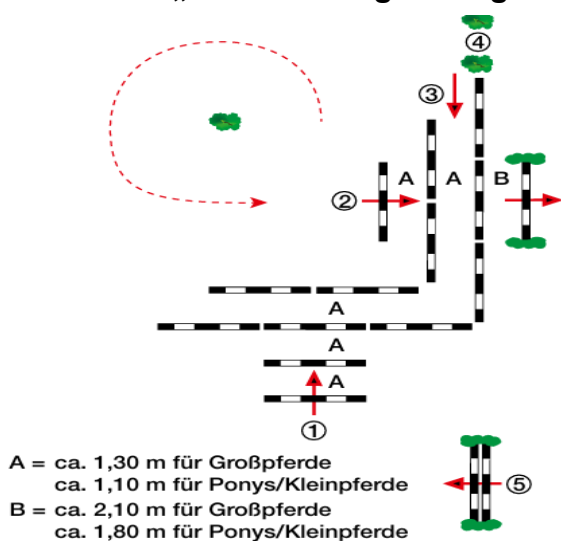 ④
③
A A B
②
A
A
A
①
A = ca. 1,30 m für Großpferde
ca. 1,10 m für Ponys/Kleinpferde
B = ca. 2,10 m für Großpferde
ca. 1,80 m für Ponys/Kleinpferde
⑤